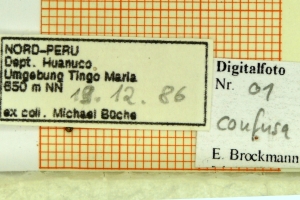 NORD-PERU
Dept. Huanuco
Umgebung Tingo Maria
650 m NN 19.12.86
ex coll. Michael Büche
Digitalfoto
Nr. 01
confusa
E. Brockmann